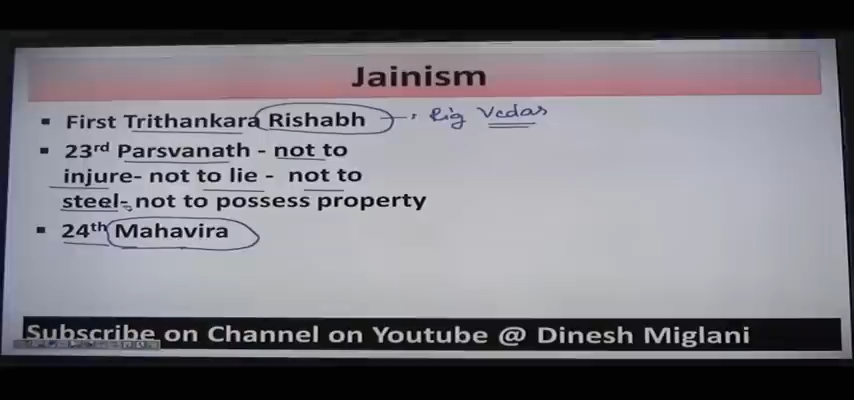 Jainism
▪ First Trithankara Rishabh → Rig Vedas
▪ 23rd Parsvanath - not to
injure- not to lie - not to
steel- not to possess property
▪ 24th Mahavira
Subscribe on Channel on Youtube @ Dinesh Miglani